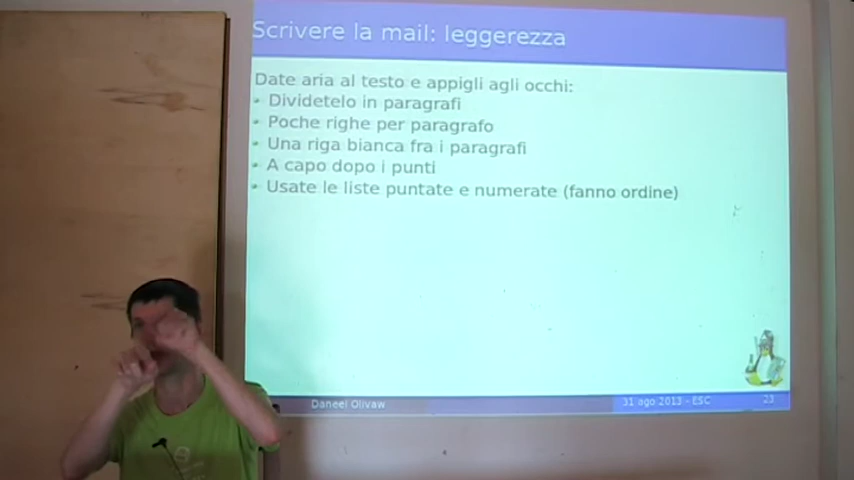 Scrivere la mail: leggerezza
Date aria al testo e appigli agli occhi:
Dividetelo in paragrafi
Poche righe per paragrafo
Una riga bianca fra i paragrafi
A capo dopo i punti
Usate le liste puntate e numerate (fanno ordine)
Daneel Olivaw
31 ago 2013 - ESC
23